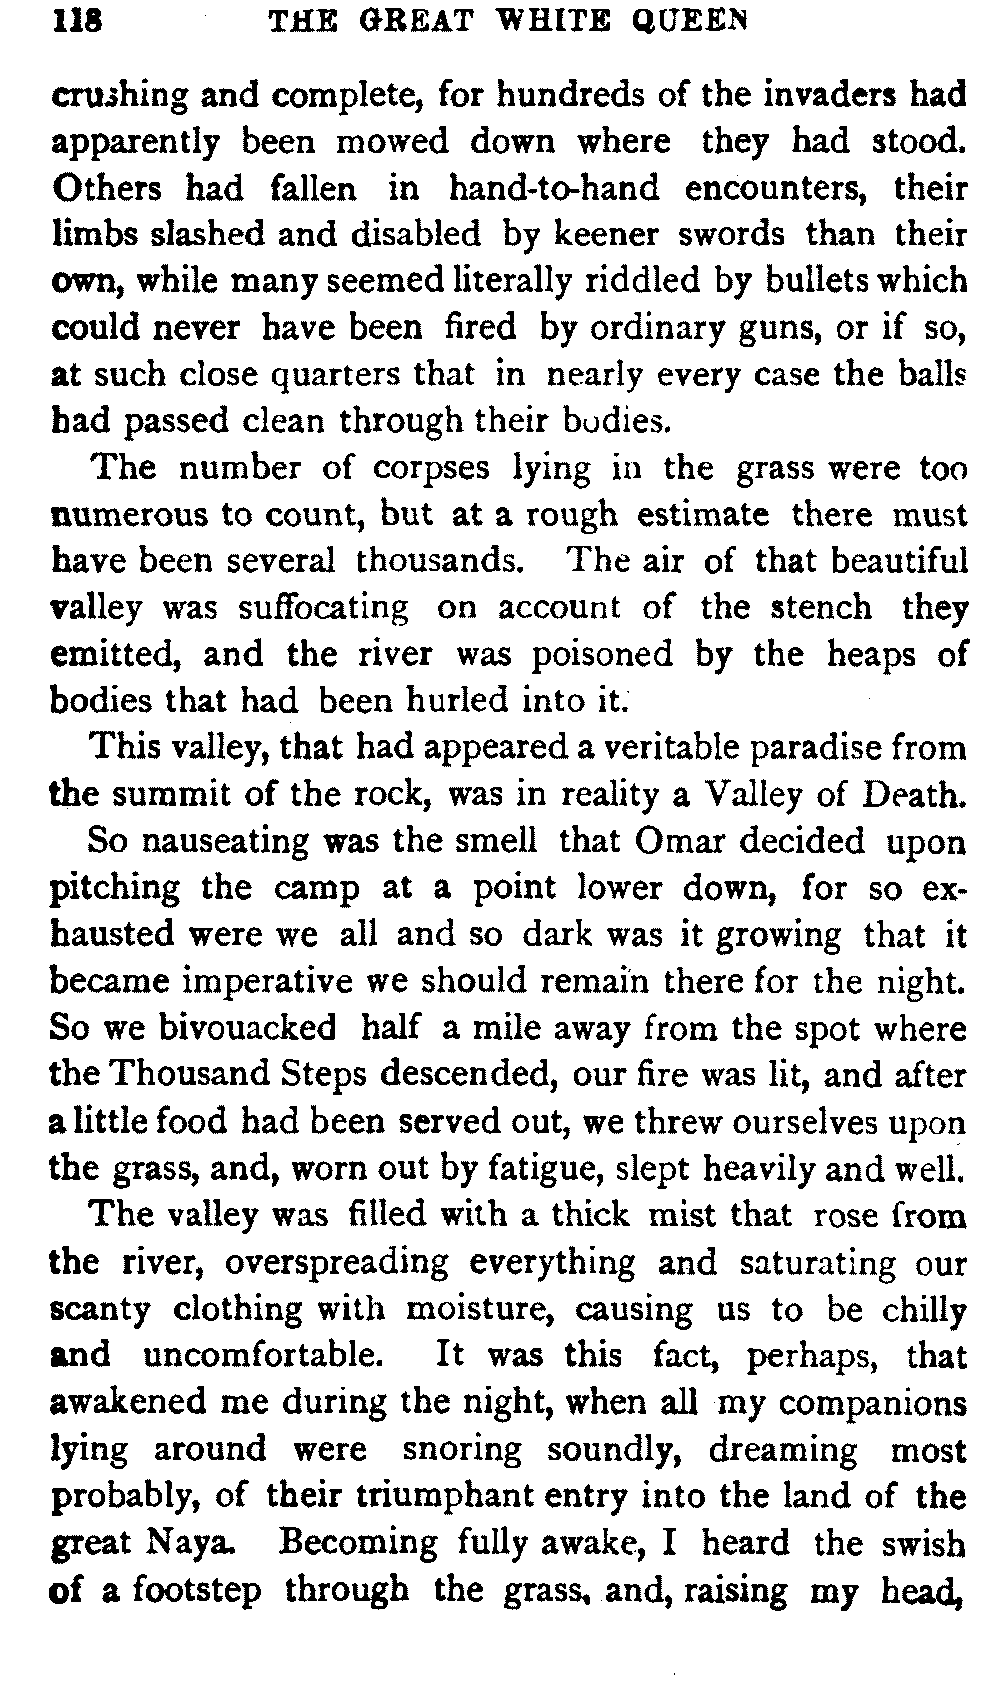 118 THE GREAT WHITE QUEEN
crushing and complete, for hundreds of the invaders had
apparently been mowed down where they had stood.
Others had fallen in hand-to-hand encounters, their
limbs slashed and disabled by keener swords than their
own, while many seemed literally riddled by bullets which
could never have been fired by ordinary guns, or if so,
at such close quarters that in nearly every case the balls
had passed clean through their bodies.
The number of corpses lying in the grass were too
numerous to count, but at a rough estimate there must
have been several thousands. The air of that beautiful
valley was suffocating on account of the stench they
emitted, and the river was poisoned by the heaps of
bodies that had been hurled into it.
This valley, that had appeared a veritable paradise from
the summit of the rock, was in reality a Valley of Death.
So nauseating was the smell that Omar decided upon
pitching the camp at a point lower down, for so ex-
hausted were we all and so dark was it growing that it
became imperative we should remain there for the night.
So we bivouacked half a mile away from the spot where
the Thousand Steps descended, our fire was lit, and after
a little food had been served out, we threw ourselves upon
the grass, and, worn out by fatigue, slept heavily and well.
The valley was filled with a thick mist that rose from
the river, overspreading everything and saturating our
scanty clothing with moisture, causing us to be chilly
and uncomfortable. It was this fact, perhaps, that
awakened me during the night, when all my companions
lying around were snoring soundly, dreaming most
probably, of their triumphant entry into the land of the
great Naya. Becoming fully awake, I heard the swish
of a footstep through the grass, and, raising my head,